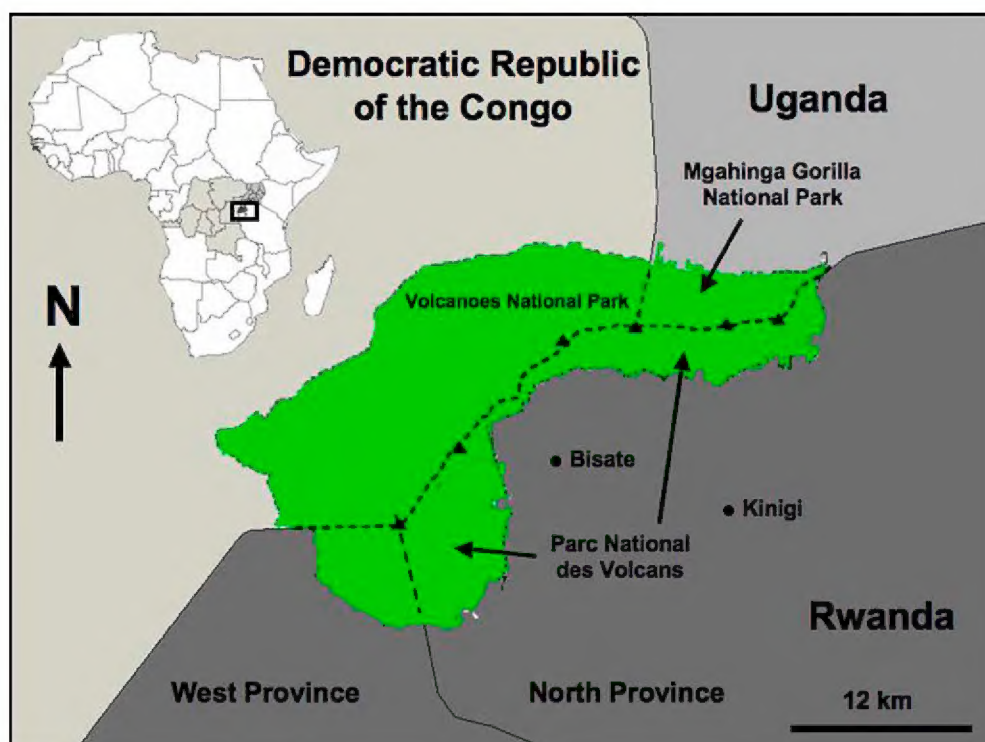 Democratic Republic
of the Congo
Uganda
Mgahinga Gorilla
National Park
N
Volcanoes National Park
Bisate
Kinigi
Parc National
des Volcans
Rwanda
West Province
North Province
12 km